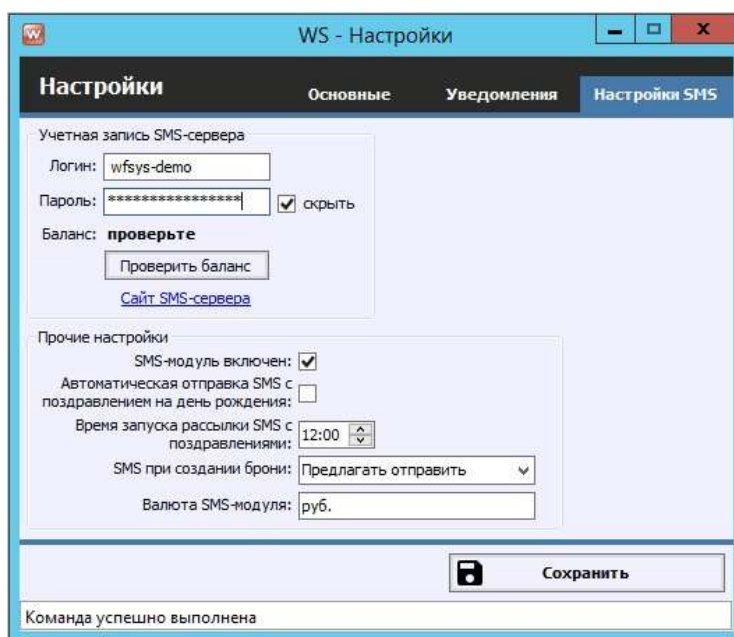 WS - Настройки
Настройки
Основные
Уведомления
Настройки SMS
Учетная запись SMS-сервера
Логин: wfsys-demo
Пароль: **************** скрыть
Баланс: проверьте
Проверить баланс
Сайт SMS-сервера
Прочие настройки
SMS-модуль включен:
Автоматическая отправка SMS с
поздравлением на день рождения:
Время запуска рассылки SMS с
поздравлениями: 12:00
SMS при создании брони: Предлагать отправить
Валюта SMS-модуля: руб.
Сохранить
Команда успешно выполнена